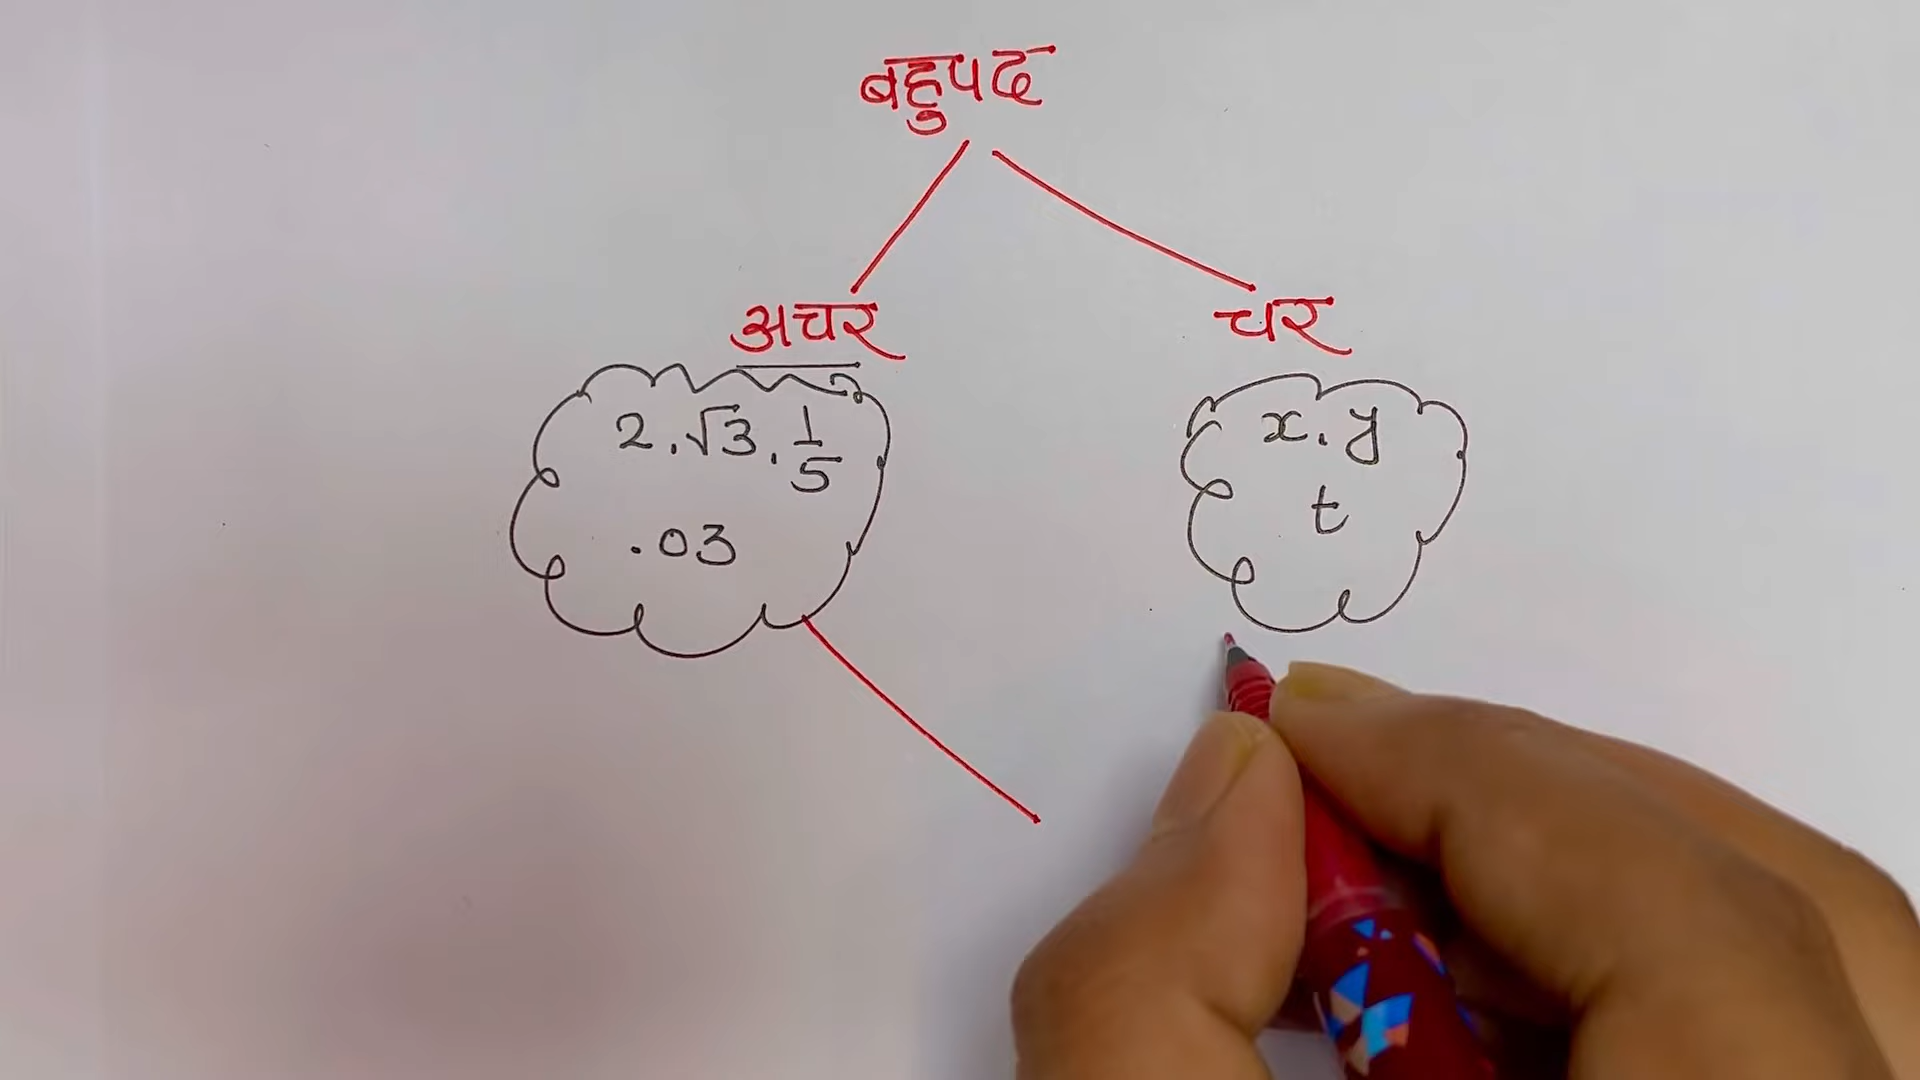 बहुपद
अचर
चर
2, √3, 1/5
.03
x, y
t